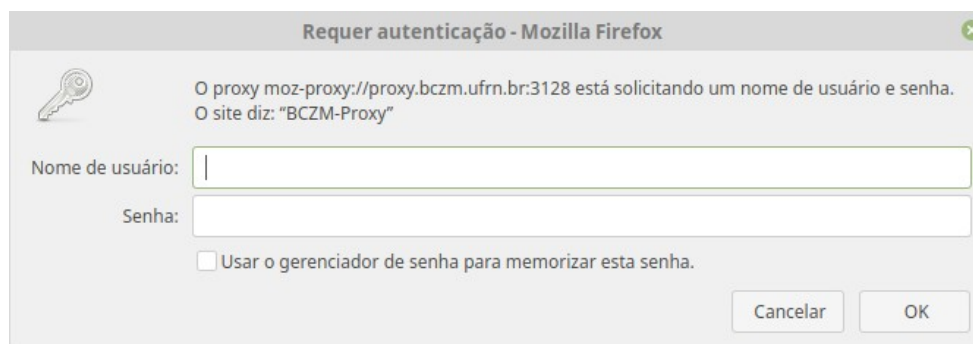 Requer autenticação - Mozilla Firefox
O proxy moz-proxy://proxy.bczm.ufrn.br:3128 está solicitando um nome de usuário e senha.
O site diz: “BCZM-Proxy”
Nome de usuário:
Senha:
Usar o gerenciador de senha para memorizar esta senha.
Cancelar OK